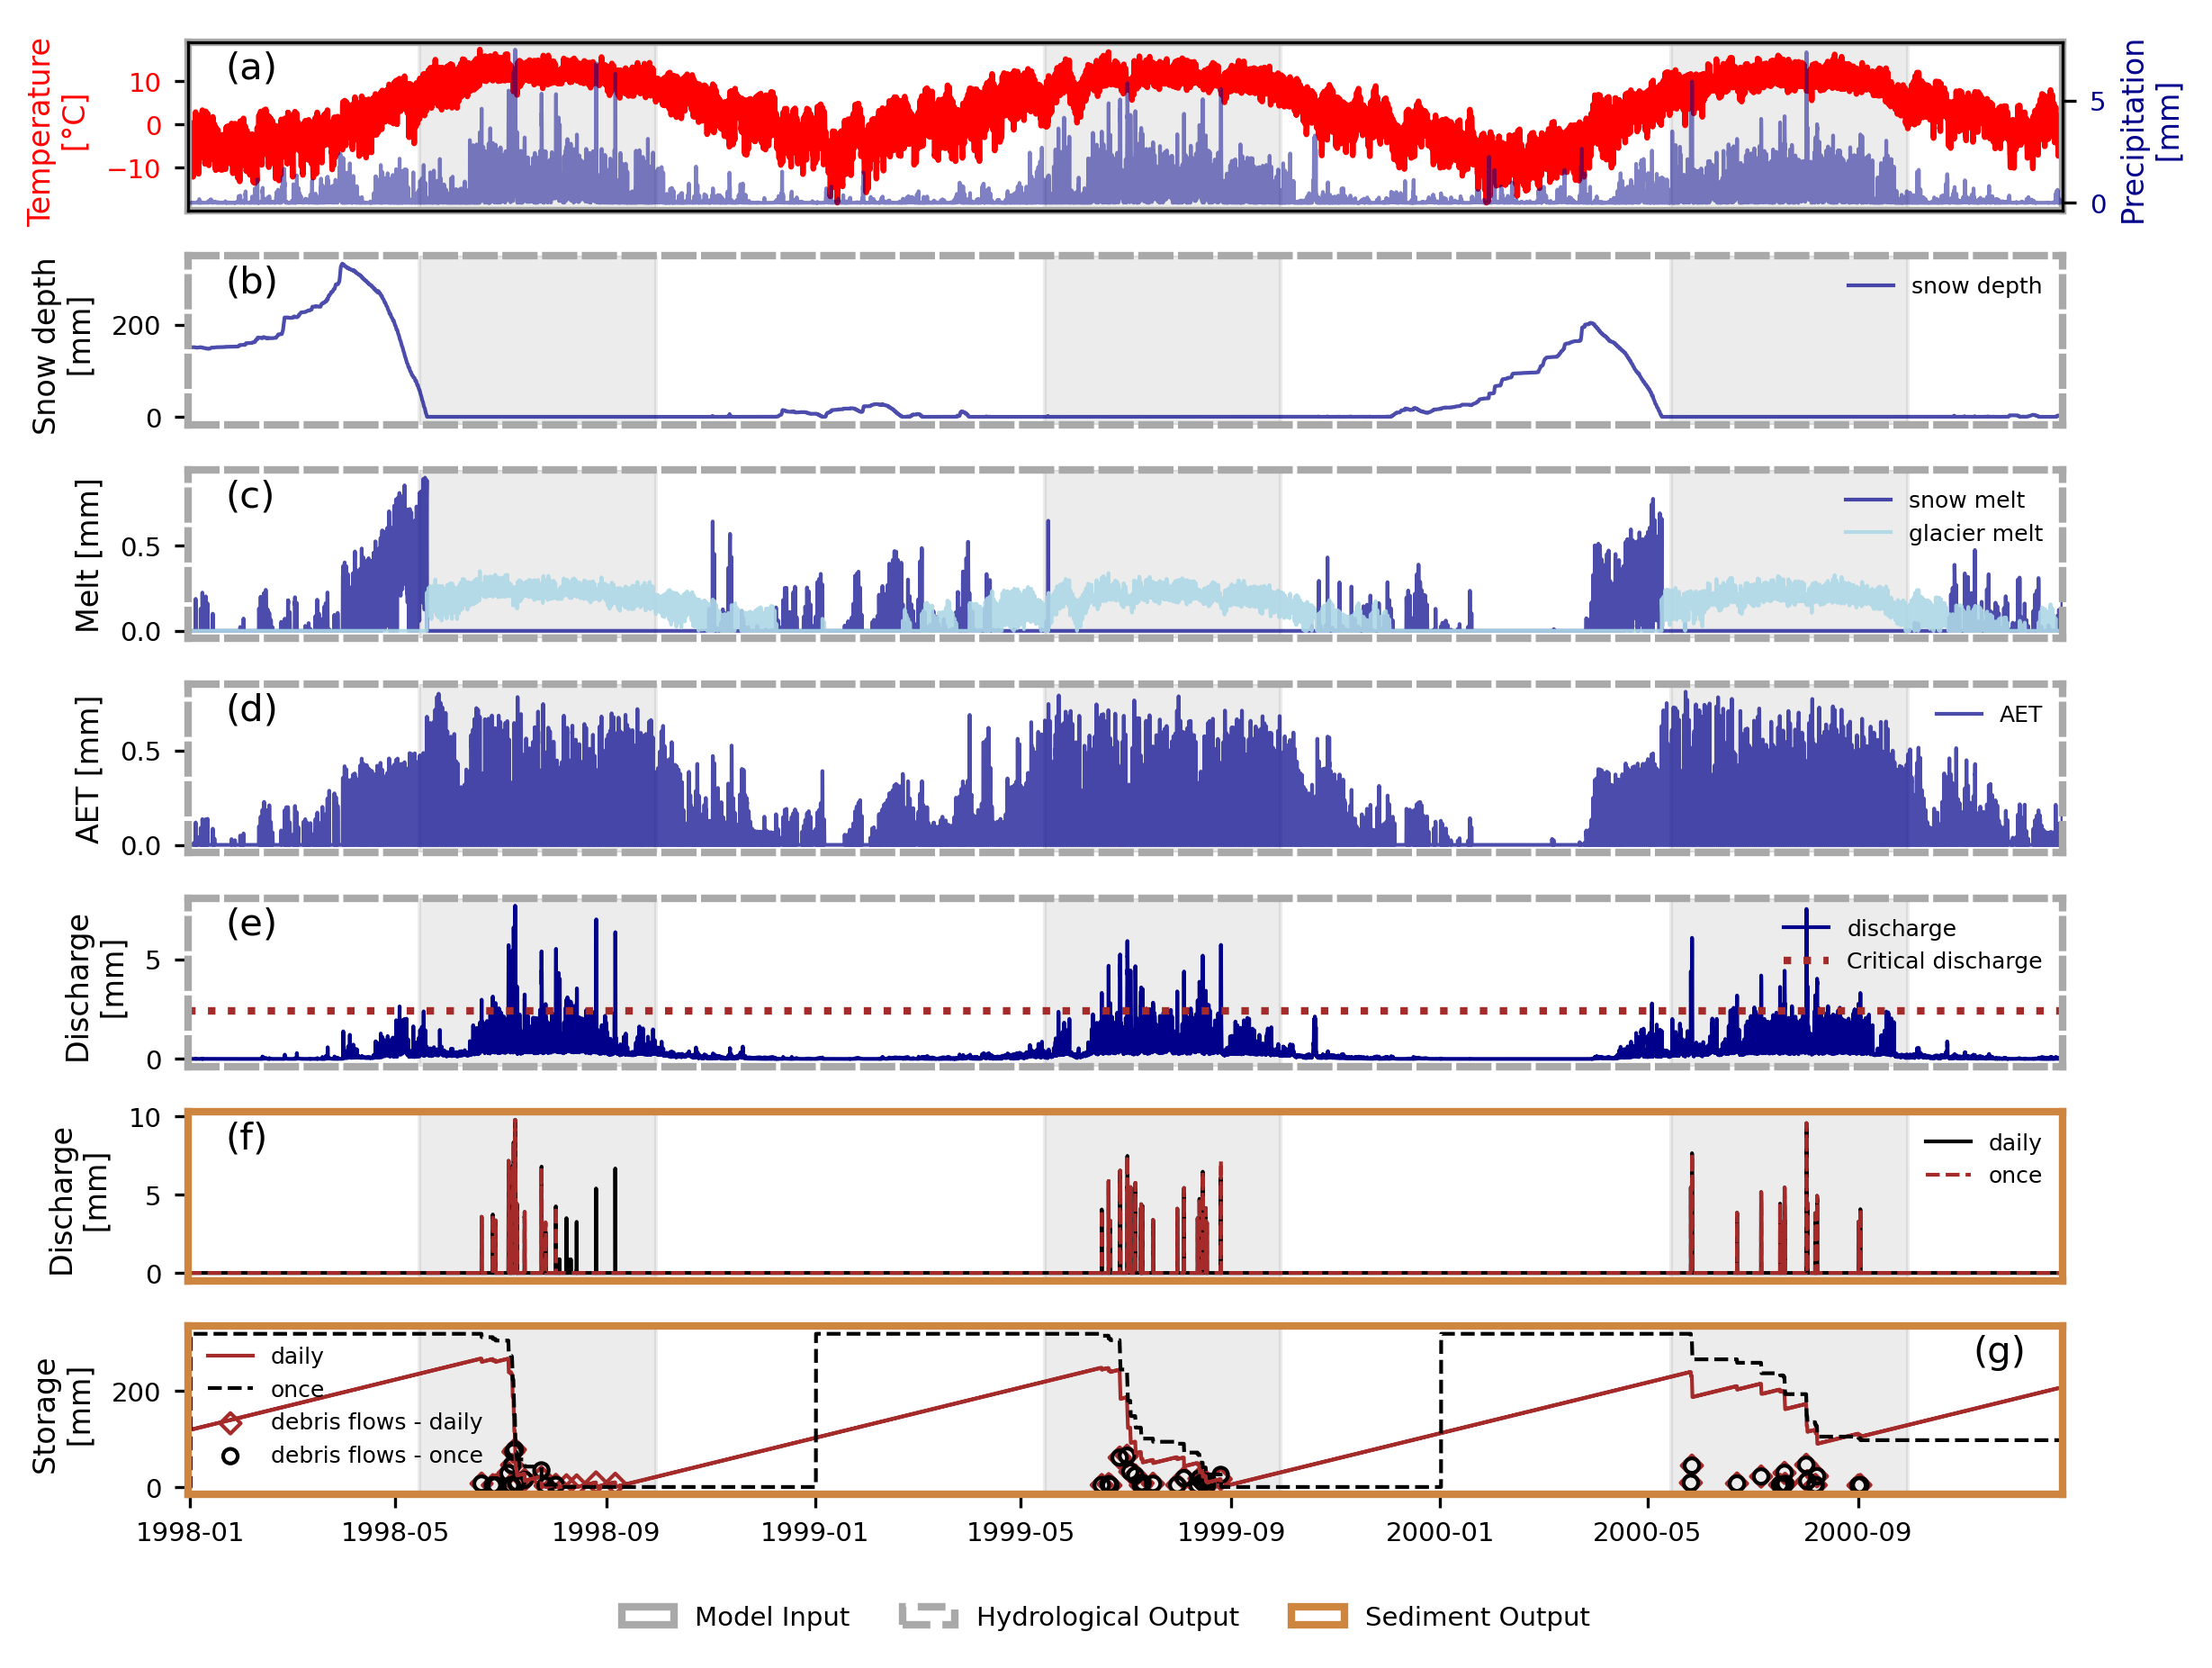 (a)
Temperature
[°C]
10
0
−10
Precipitation
[mm]
5
0
(b)
Snow depth
[mm]
200
0
snow depth
(c)
Melt [mm]
0.5
0.0
snow melt
glacier melt
(d)
AET [mm]
0.5
0.0
AET
(e)
Discharge
[mm]
5
0
discharge
Critical discharge
(f)
Discharge
[mm]
10
5
0
daily
once
(g)
Storage
[mm]
200
0
daily
once
debris flows - daily
debris flows - once
1998-01 1998-05 1998-09 1999-01 1999-05 1999-09 2000-01 2000-05 2000-09
Model Input Hydrological Output Sediment Output